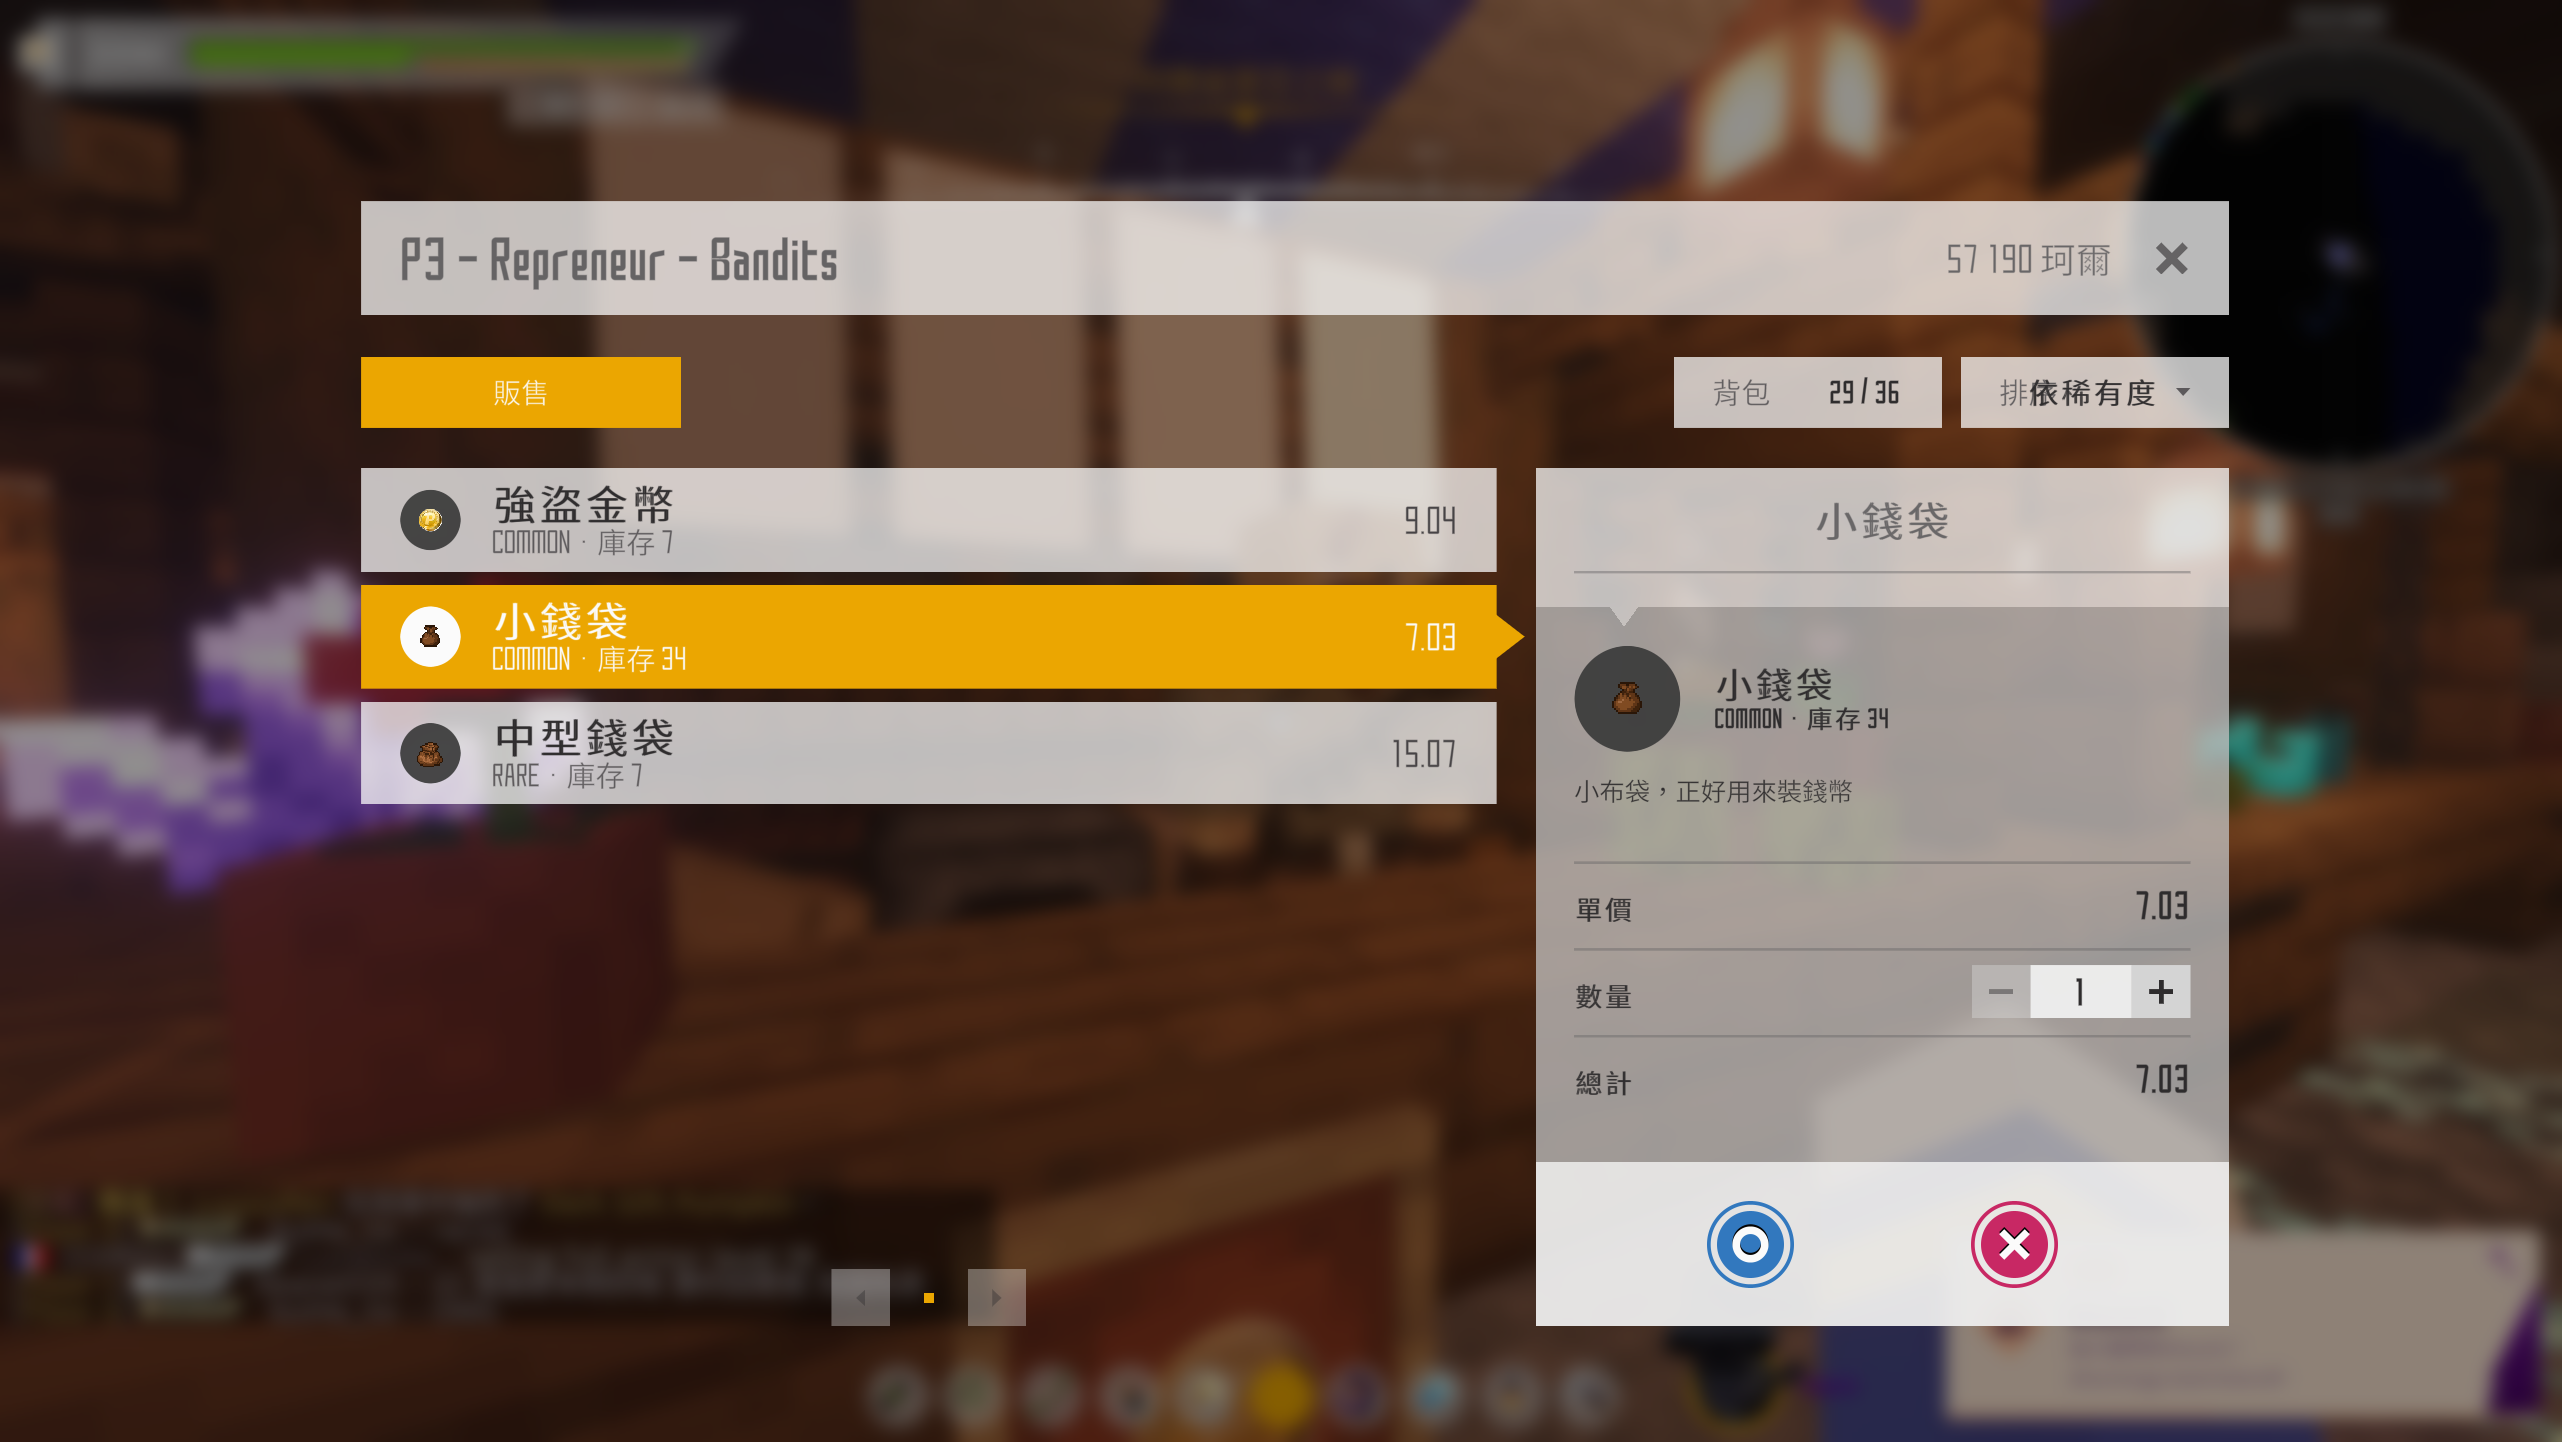 P3 - Repreneur - Bandits
57 190 珂爾
販售
背包 29 / 36
依稀有度
強盜金幣
9.04
COMMON · 庫存 7
小錢袋
7.03
COMMON · 庫存 34
中型錢袋
15.07
RARE · 庫存 7
小錢袋
小錢袋
COMMON · 庫存 34
小布袋，正好用來裝錢幣
單價 7.03
數量 1
總計 7.03